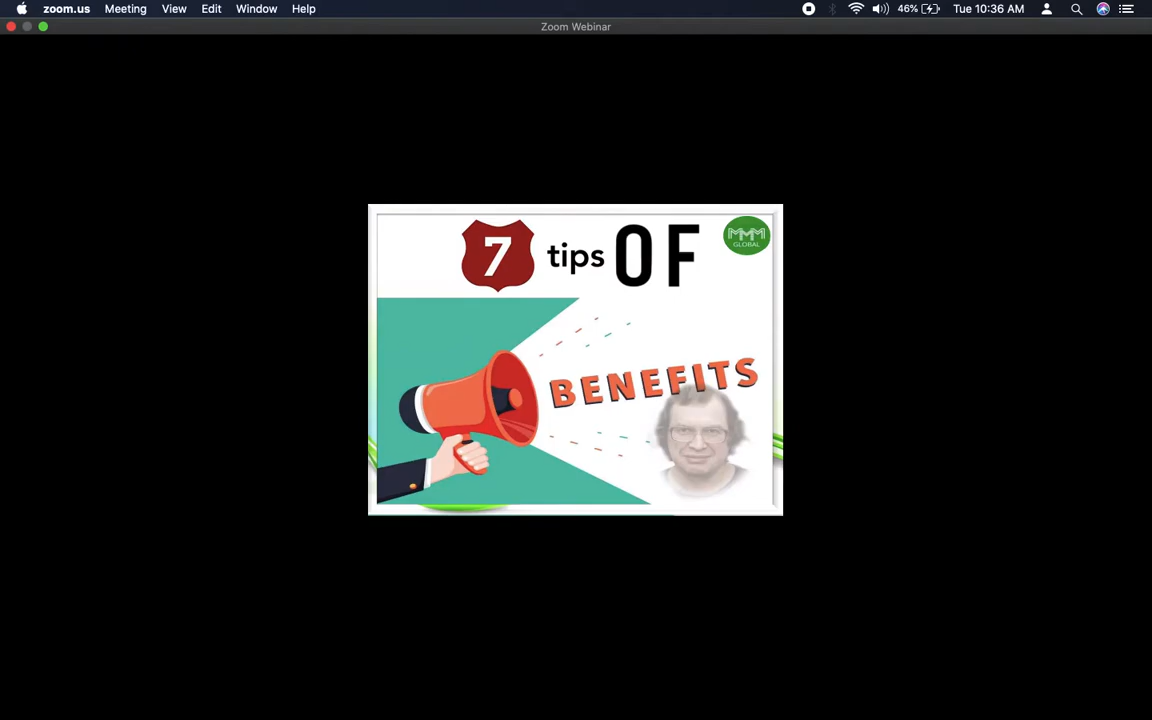 zoom.us Meeting View Edit Window Help 46% Tue 10:36 AM
Zoom Webinar
7 tips OF
MMM
GLOBAL
BENEFITS